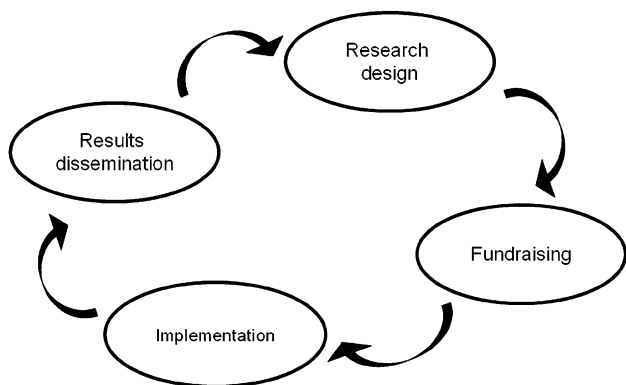 Research
design
Fundraising
Implementation
Results
dissemination